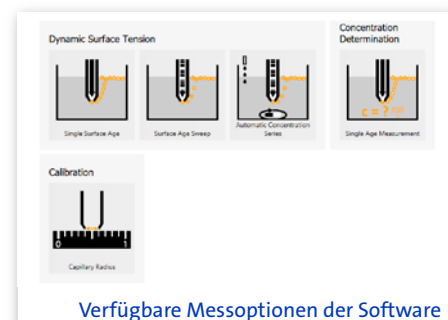 Dynamic Surface Tension
Single Surface Age
Surface Age Sweep
Automatic Concentration
Series
Concentration
Determination
c = ?
Single Age Measurement
Calibration
0 1
Capillary Radius
Verfügbare Messoptionen der Software